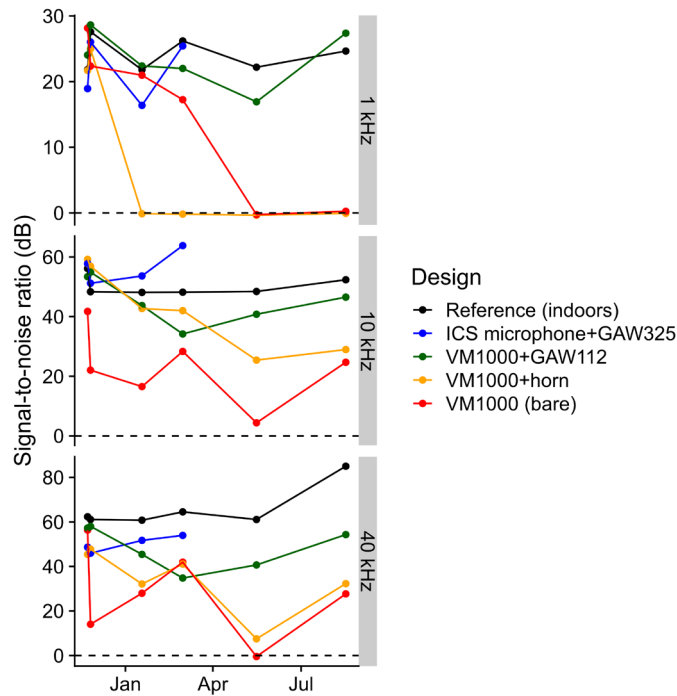 Signal-to-noise ratio (dB)
30
20
10
0
1 kHz
60
40
20
0
10 kHz
80
60
40
20
0
40 kHz
Jan Apr Jul
Design
Reference (indoors)
ICS microphone+GAW325
VM1000+GAW112
VM1000+horn
VM1000 (bare)